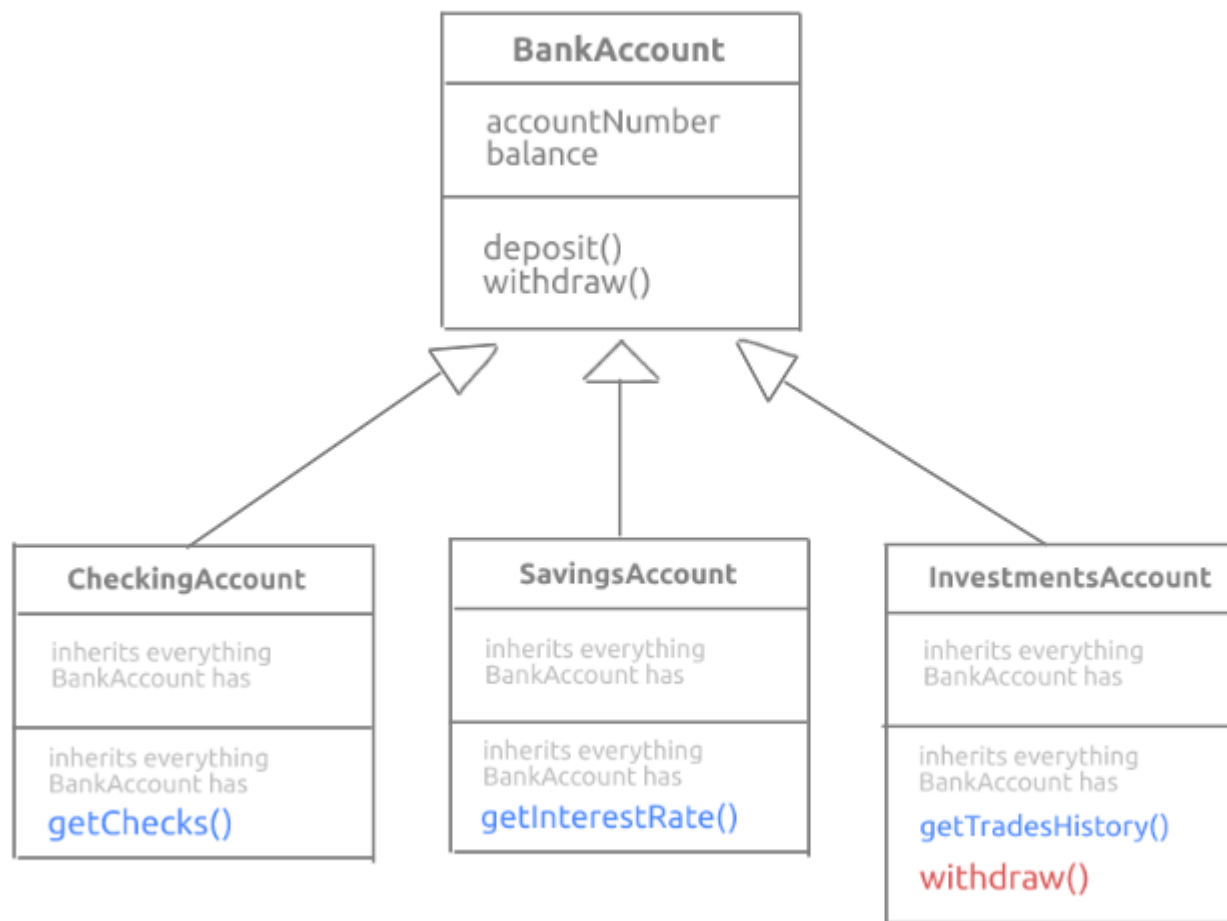 BankAccount
accountNumber
balance
deposit()
withdraw()
CheckingAccount
inherits everything
BankAccount has
inherits everything
BankAccount has
getChecks()
SavingsAccount
inherits everything
BankAccount has
inherits everything
BankAccount has
getInterestRate()
InvestmentsAccount
inherits everything
BankAccount has
inherits everything
BankAccount has
getTradesHistory()
withdraw()